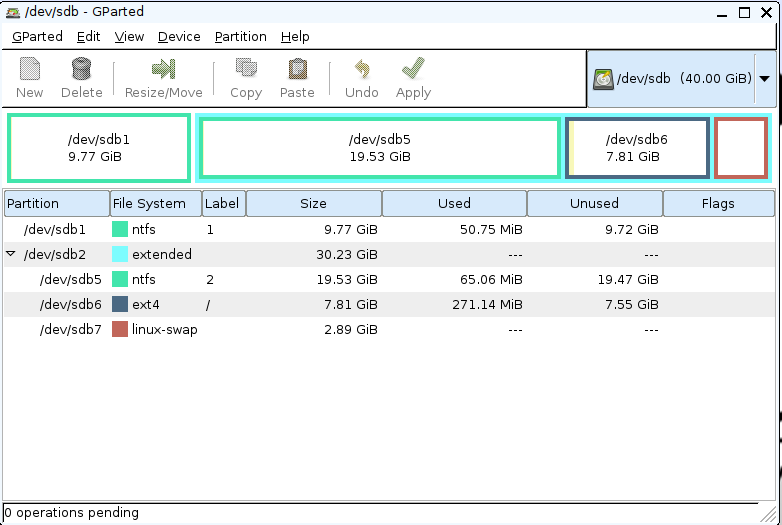 /dev/sdb - GParted
GParted Edit View Device Partition Help
New Delete Resize/Move Copy Paste Undo Apply /dev/sdb (40.00 GiB)
/dev/sdb1 /dev/sdb5 /dev/sdb6
9.77 GiB 19.53 GiB 7.81 GiB
Partition File System Label Size Used Unused Flags
/dev/sdb1 ntfs 1 9.77 GiB 50.75 MiB 9.72 GiB
/dev/sdb2 extended 30.23 GiB --- ---
/dev/sdb5 ntfs 2 19.53 GiB 65.06 MiB 19.47 GiB
/dev/sdb6 ext4 / 7.81 GiB 271.14 MiB 7.55 GiB
/dev/sdb7 linux-swap 2.89 GiB --- ---
0 operations pending